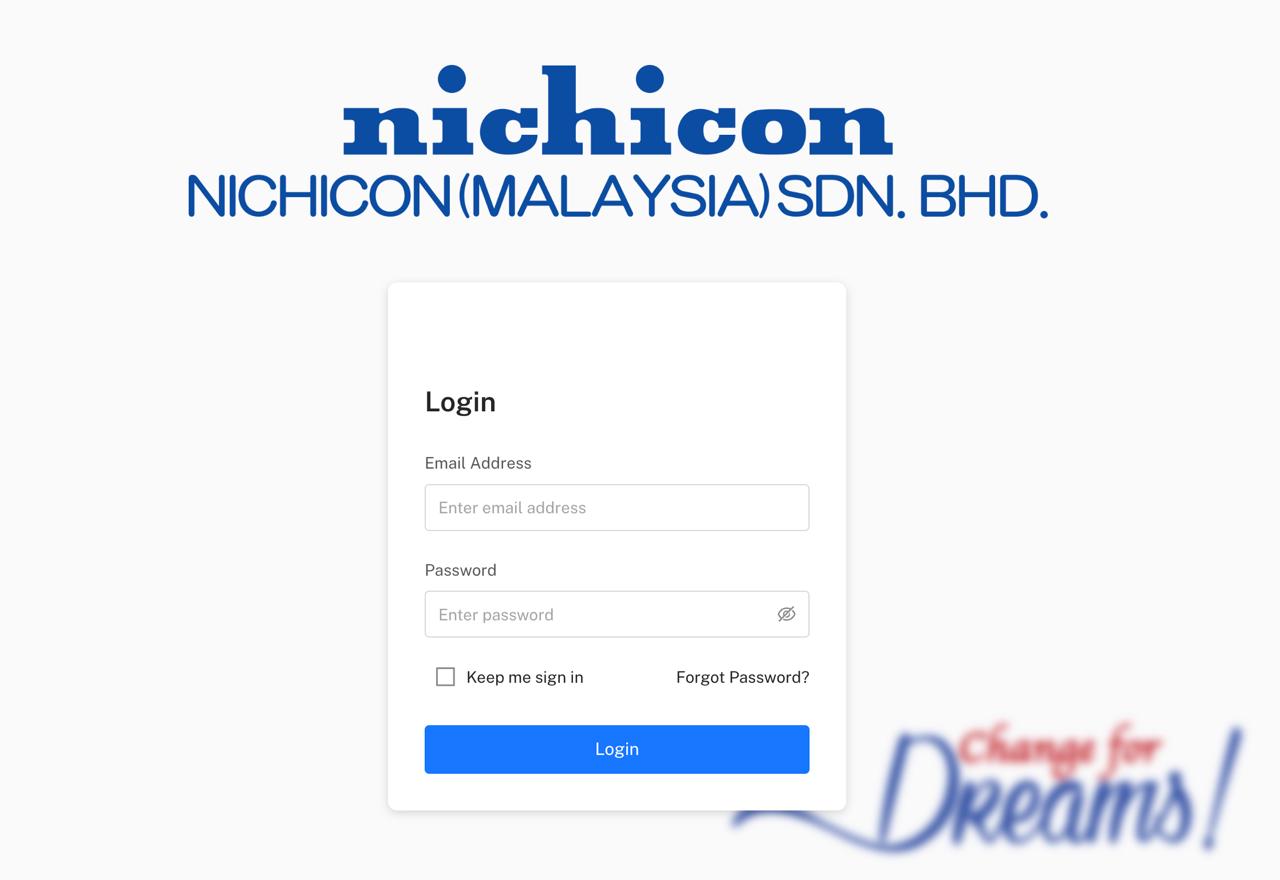 nichicon
NICHICON (MALAYSIA) SDN. BHD.
Login
Email Address
Enter email address
Password
Enter password
Keep me sign in
Forgot Password?
Login
Change for
Dreams!